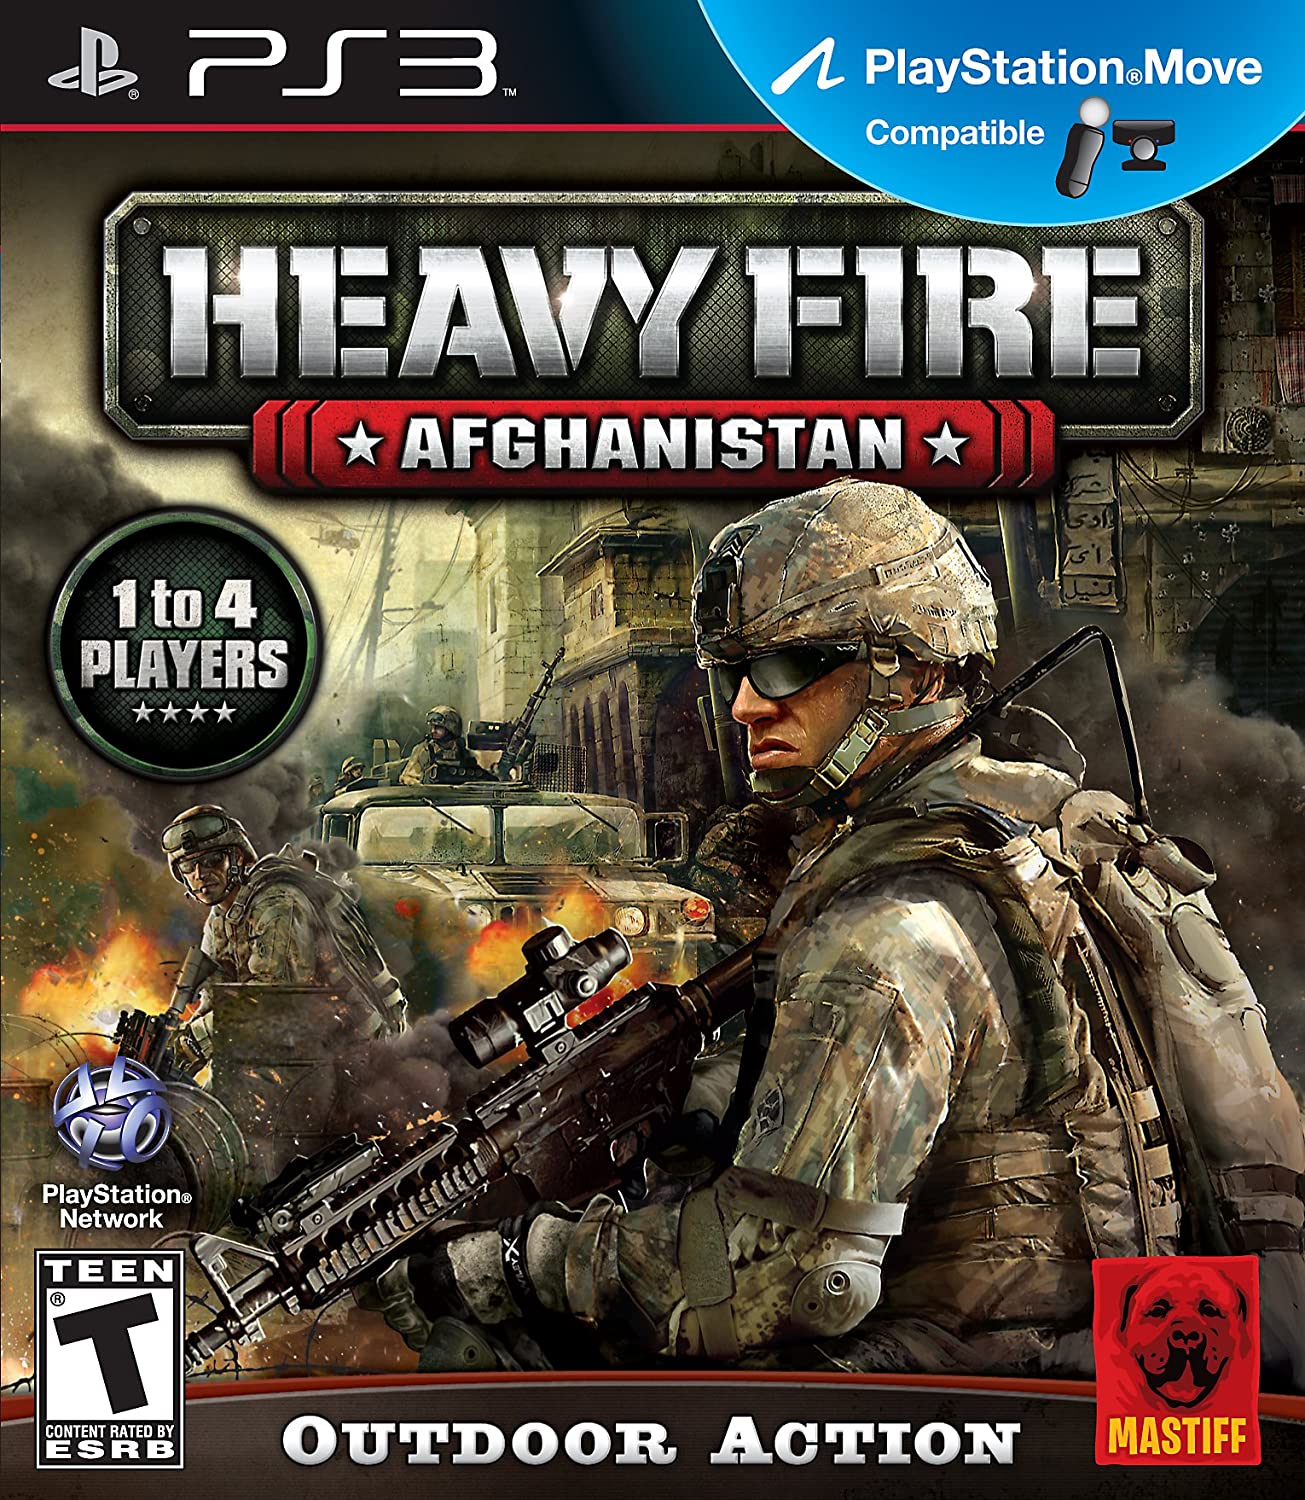 PS3™
PlayStation®Move
Compatible
HEAVY FIRE
AFGHANISTAN
1 to 4
PLAYERS
PlayStation®
Network
TEEN
T
CONTENT RATED BY
ESRB
OUTDOOR ACTION
MASTIFF